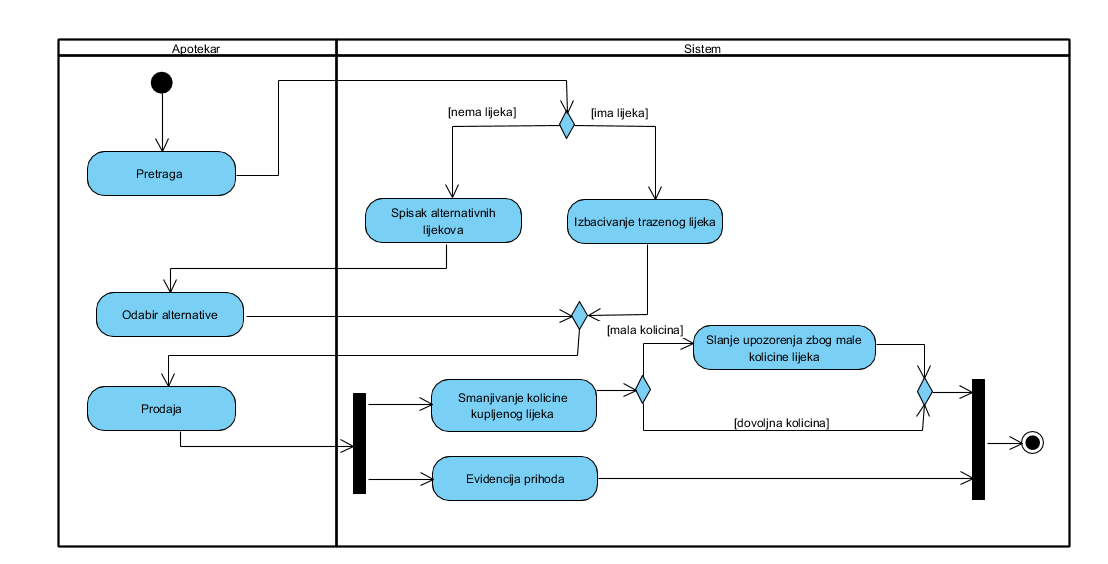 Apotekar
Sistem
[nema lijeka]
[ima lijeka]
Pretraga
Spisak alternativnih
lijekova
Izbacivanje trazenog lijeka
Odabir alternative
[mala kolicina]
Slanje upozorenja zbog male
kolicine lijeka
Prodaja
Smanjivanje kolicine
kupljenog lijeka
[dovoljna kolicina]
Evidencija prihoda